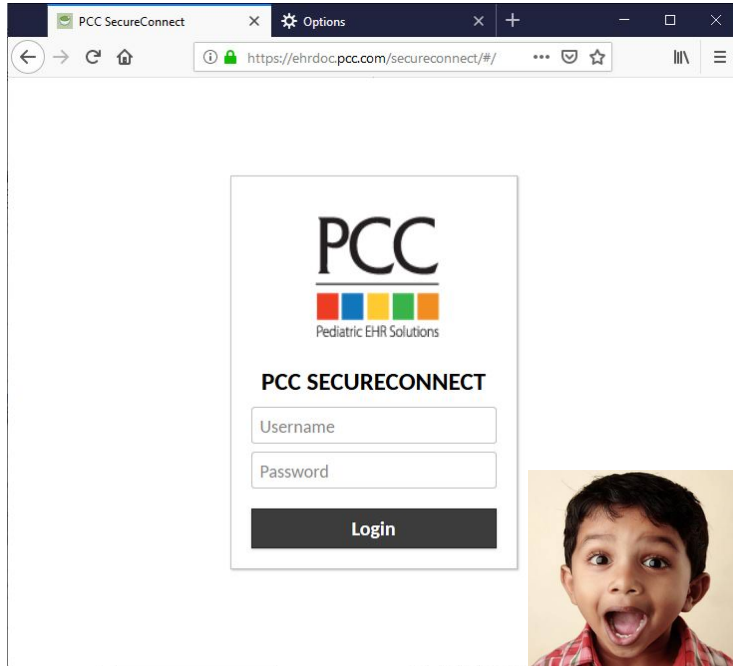 PCC SecureConnect
Options
https://ehrdoc.pcc.com/secureconnect/#/
PCC
Pediatric EHR Solutions
PCC SECURECONNECT
Username
Password
Login